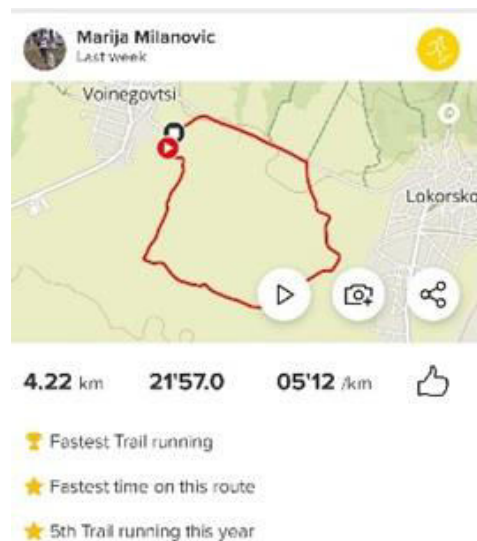 Marija Milanovic
Last week
Voinegovtsi
Lokorsko
4.22 km 21'57.0 05'12 /km
Fastest Trail running
Fastest time on this route
5th Trail running this year